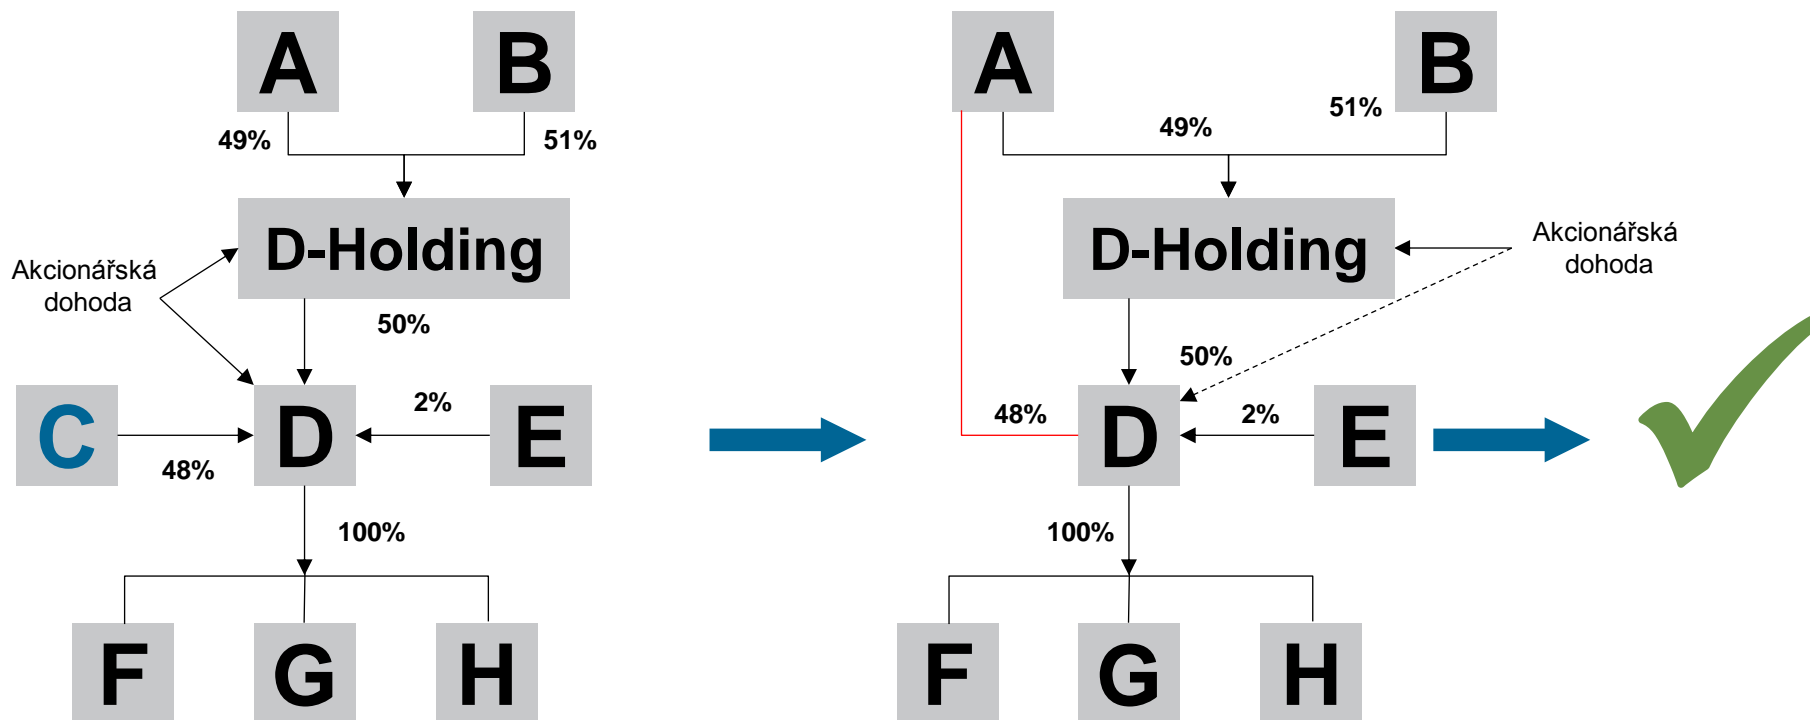 A
B
49%
51%
D-Holding
Akcionářská
dohoda
50%
C
D
2%
E
48%
100%
F
G
H
A
B
51%
49%
D-Holding
Akcionářská
dohoda
50%
48%
D
2%
E
100%
F
G
H